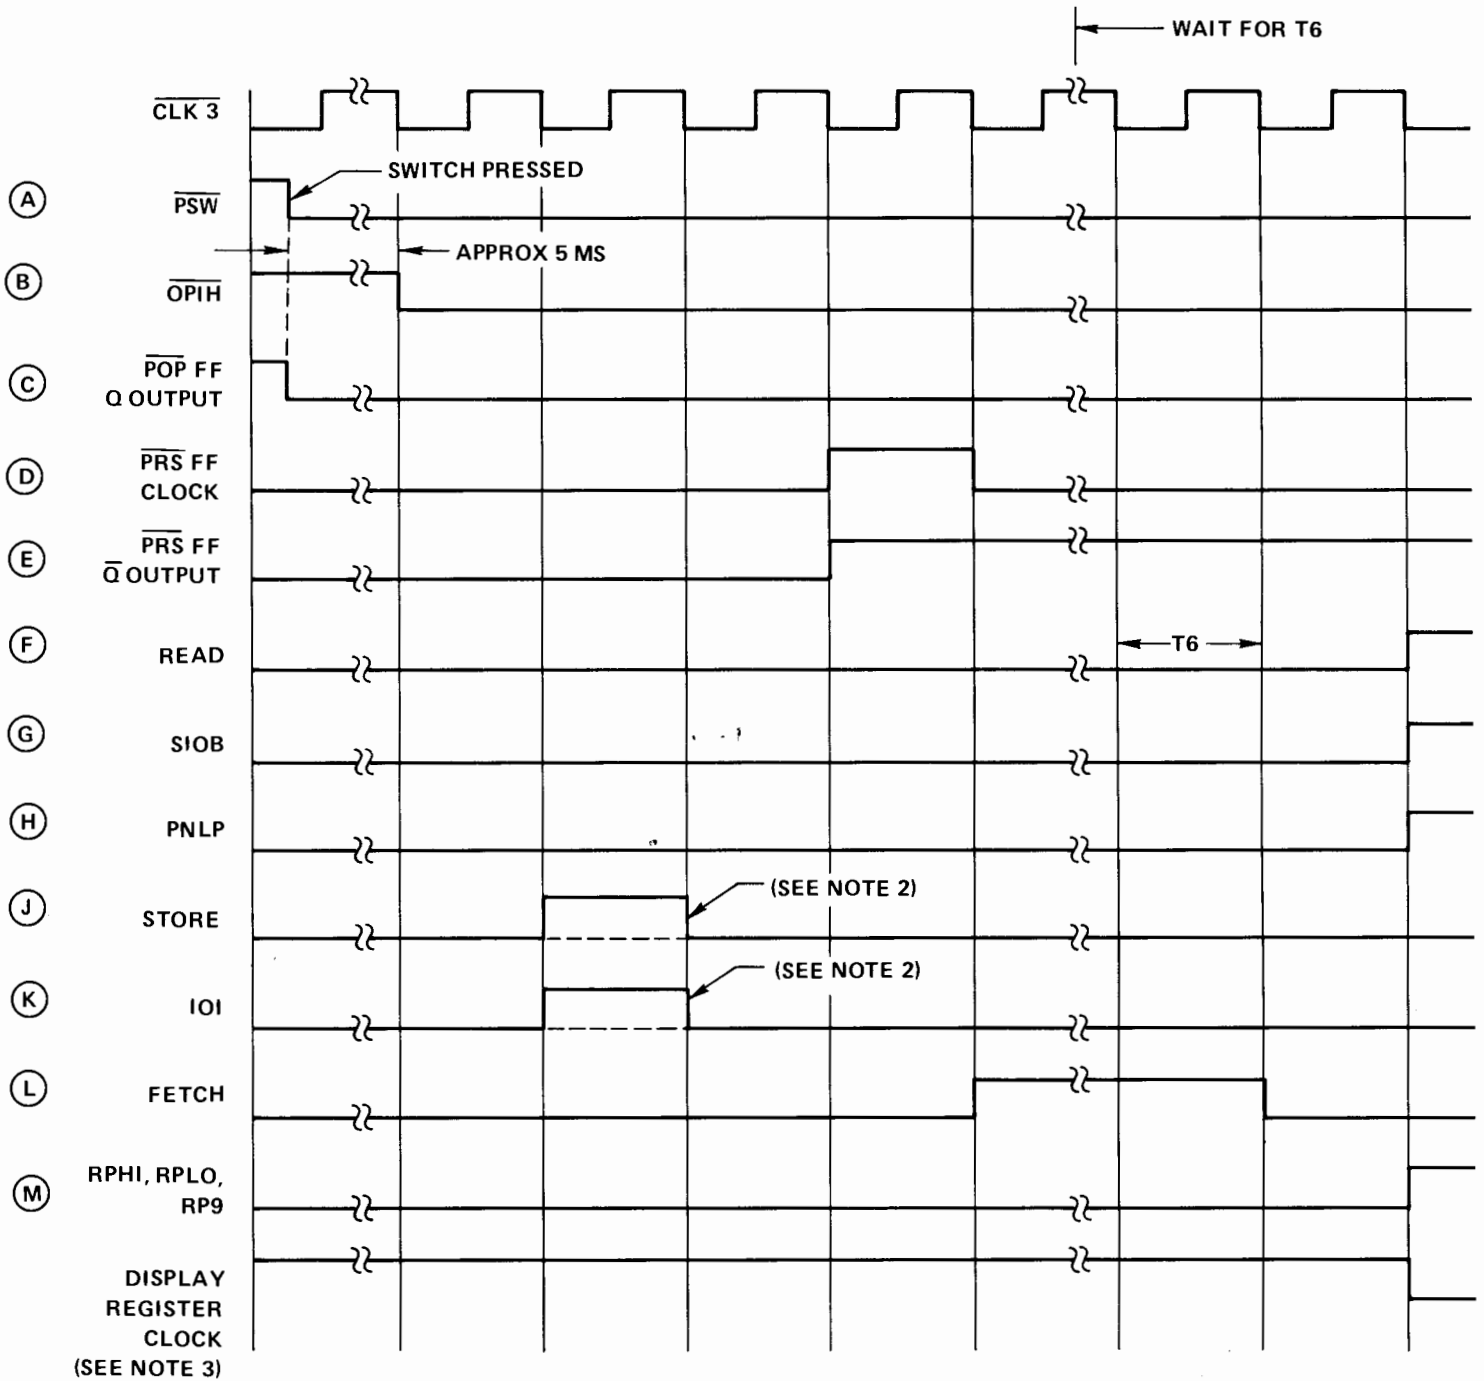 WAIT FOR T6
CLK 3
SWITCH PRESSED
A
PSW
APPROX 5 MS
B
OPIH
C
POP FF
Q OUTPUT
D
PRS FF
CLOCK
E
PRS FF
Q̅ OUTPUT
F
READ
T6
G
SIOB
H
PNLP
J
STORE
(SEE NOTE 2)
K
IOI
(SEE NOTE 2)
L
FETCH
M
RPHI, RPLO,
RP9
DISPLAY
REGISTER
CLOCK
(SEE NOTE 3)